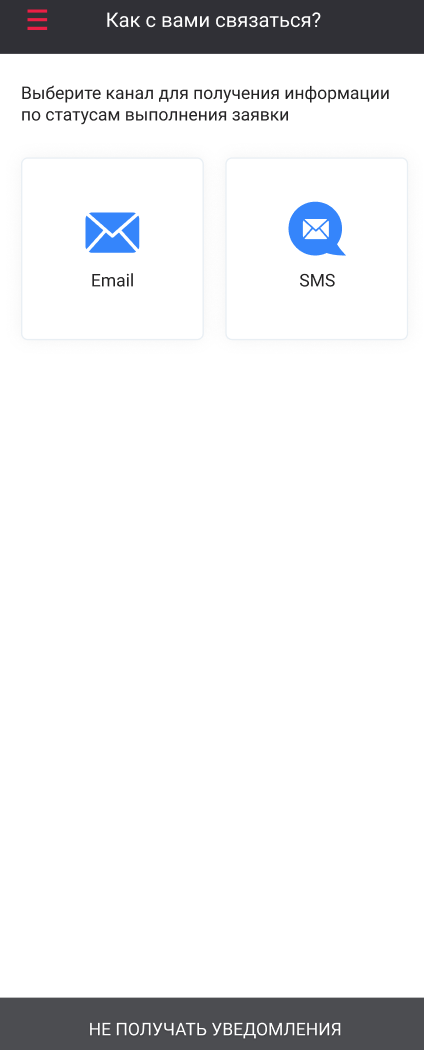 Как с вами связаться?
Выберите канал для получения информации
по статусам выполнения заявки
Email
SMS
НЕ ПОЛУЧАТЬ УВЕДОМЛЕНИЯ